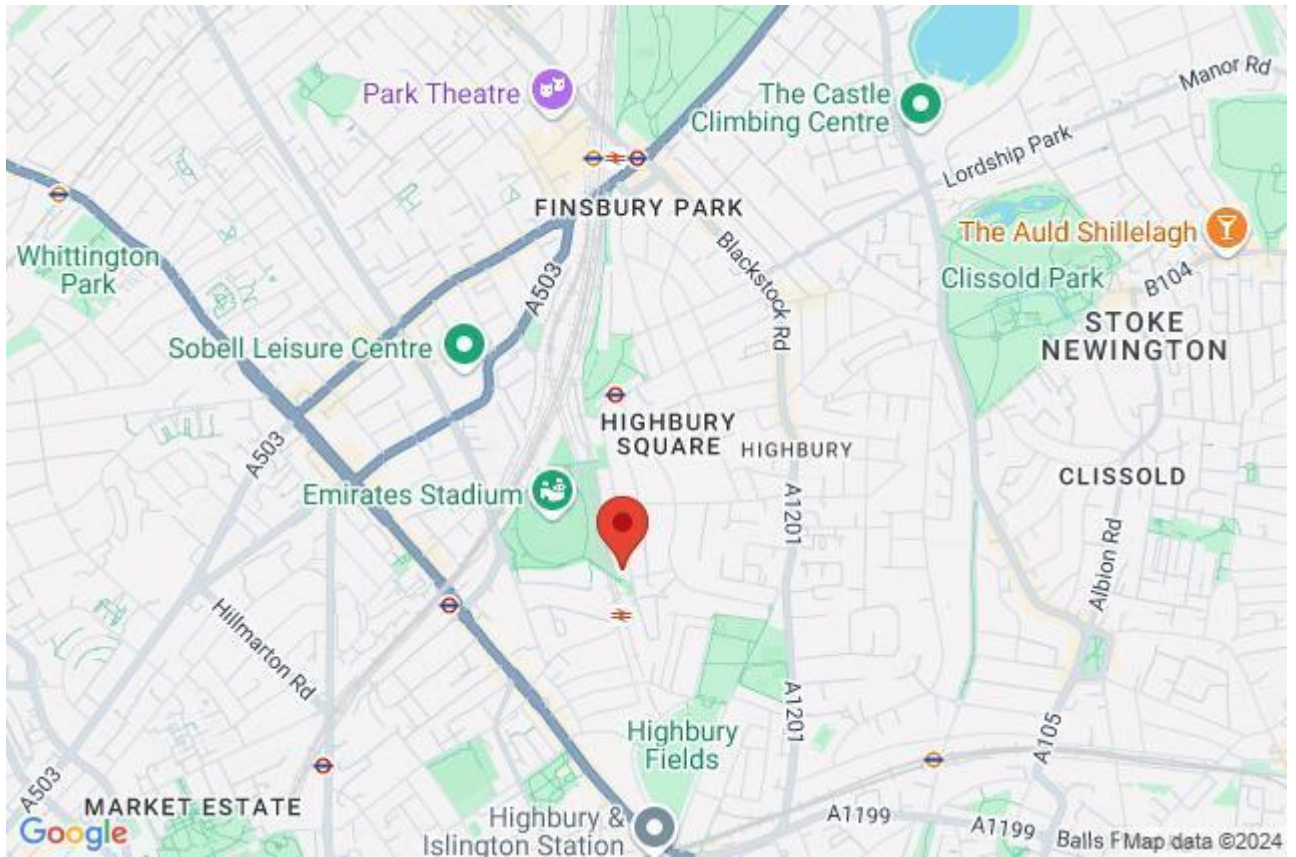 Park Theatre
The Castle
Climbing Centre
Manor Rd
Lordship Park
FINSBURY PARK
The Auld Shillelagh
Whittington
Park
Blackstock Rd
Clissold Park
B104
A503
STOKE
NEWINGTON
Sobell Leisure Centre
HIGHBURY
SQUARE
HIGHBURY
A503
CLISSOLD
Emirates Stadium
A1201
Albion Rd
Hillmarton Rd
A1201
Highbury
Fields
A105
A503
MARKET ESTATE
Highbury &
Islington Station
A1199
A1199
Google
Balls
Map data ©2024